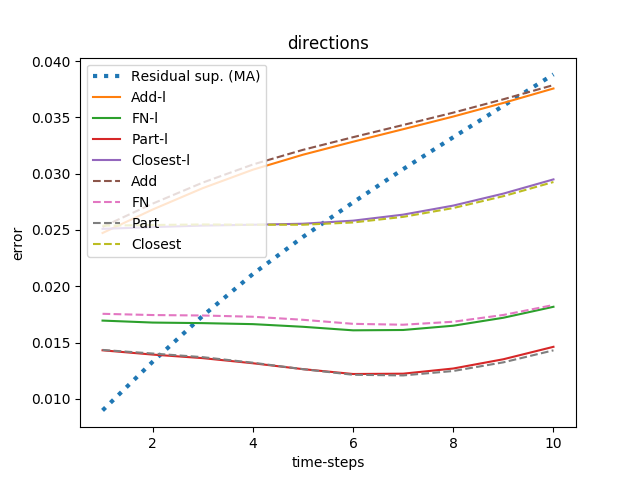 directions
0.040
0.035
0.030
0.025
0.020
0.015
0.010
error
Residual sup. (MA)
Add-l
FN-l
Part-l
Closest-l
Add
FN
Part
Closest
2 4 6 8 10
time-steps